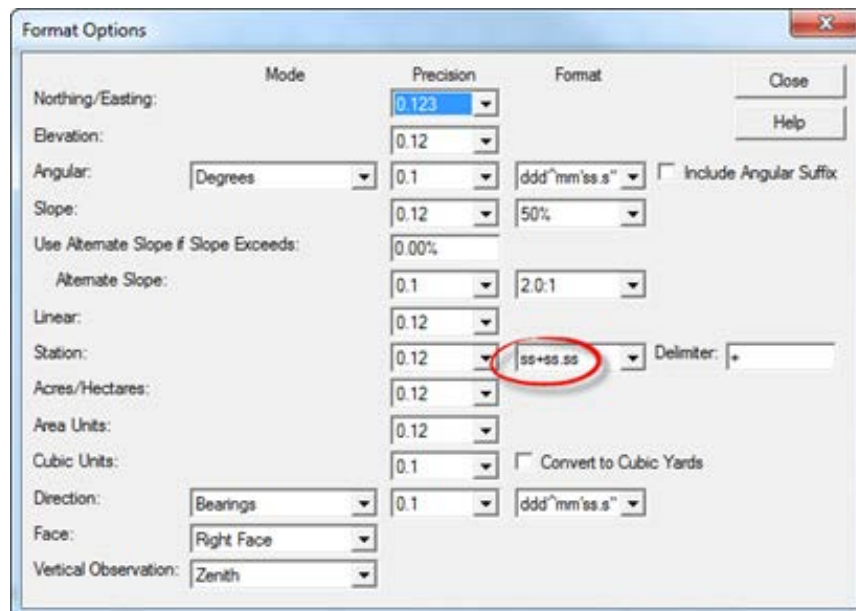 Format Options
Mode Precision Format Close
Northing/Easting: 0.123
Elevation: 0.12 Help
Angular: Degrees 0.1 ddd^mm'ss.s" Include Angular Suffix
Slope: 0.12 50%
Use Alternate Slope if Slope Exceeds: 0.00%
Alternate Slope: 0.1 2.0:1
Linear: 0.12
Station: 0.12 ss+ss.ss Delimiter: +
Acres/Hectares: 0.12
Area Units: 0.12
Cubic Units: 0.1 Convert to Cubic Yards
Direction: Bearings 0.1 ddd^mm'ss.s"
Face: Right Face
Vertical Observation: Zenith